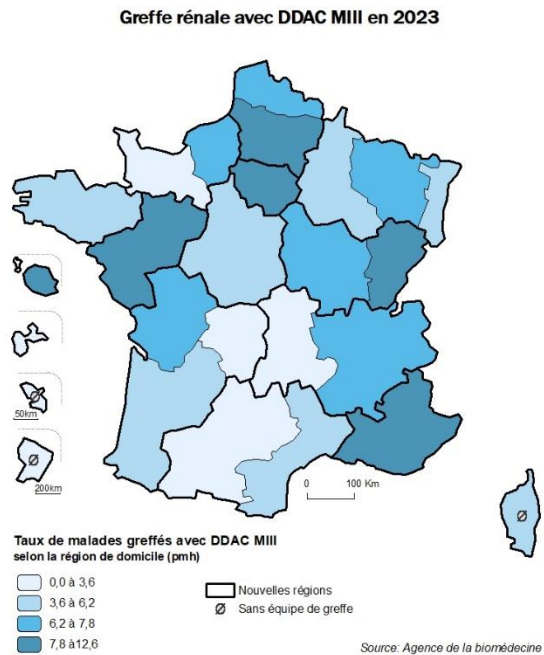 Greffe rénale avec DDAC MIII en 2023
50km
200km
0 100 Km
Taux de malades greffés avec DDAC MIII
selon la région de domicile (pmh)
0,0 à 3,6
3,6 à 6,2
6,2 à 7,8
7,8 à12,6
Nouvelles régions
Sans équipe de greffe
Source: Agence de la biomédecine